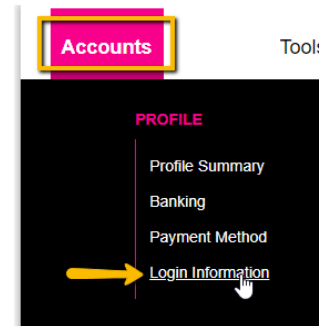 Accounts
Tools
PROFILE
Profile Summary
Banking
Payment Method
Login Information